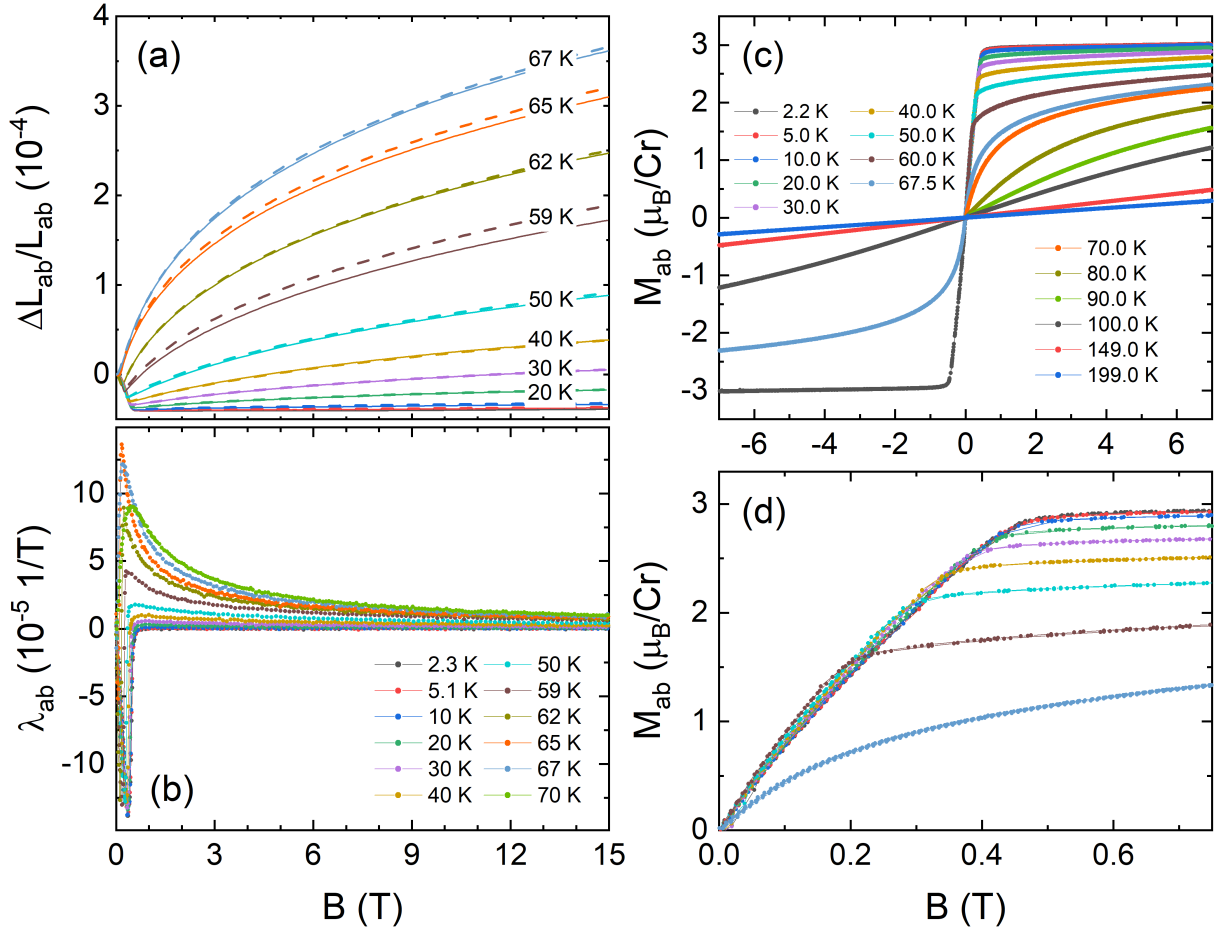 (a)
ΔL_ab/L_ab (10⁻⁴)
4
3
2
1
0
67 K
65 K
62 K
59 K
50 K
40 K
30 K
20 K
(b)
λ_ab (10⁻⁵ 1/T)
10
5
0
-5
-10
2.3 K 50 K
5.1 K 59 K
10 K 62 K
20 K 65 K
30 K 67 K
40 K 70 K
0 3 6 9 12 15
B (T)
(c)
M_ab (μ_B/Cr)
3
2
1
0
-1
-2
-3
2.2 K 40.0 K
5.0 K 50.0 K
10.0 K 60.0 K
20.0 K 67.5 K
30.0 K
70.0 K
80.0 K
90.0 K
100.0 K
149.0 K
199.0 K
-6 -4 -2 0 2 4 6
(d)
M_ab (μ_B/Cr)
3
2
1
0
0.0 0.2 0.4 0.6
B (T)